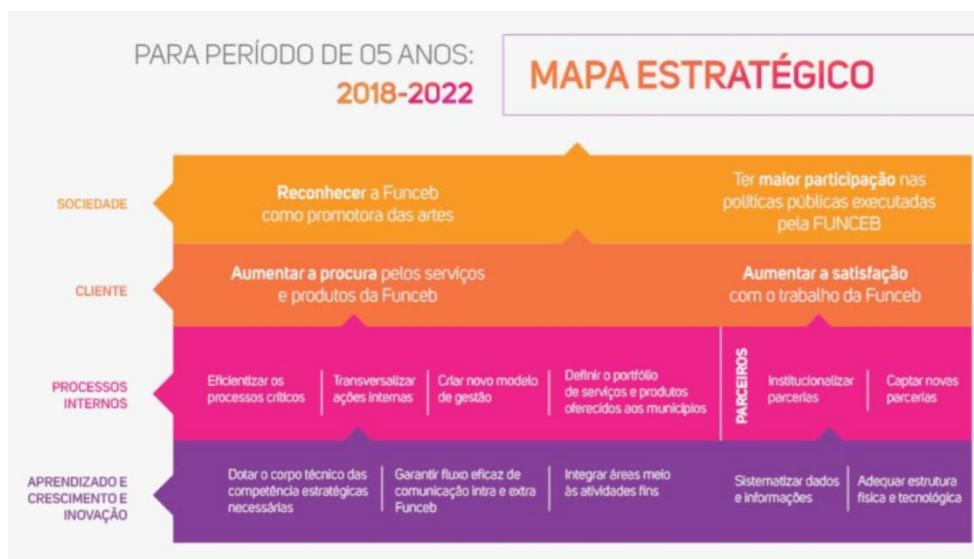 PARA PERÍODO DE 05 ANOS:
2018-2022
MAPA ESTRATÉGICO
SOCIEDADE
Reconhecer a Funceb
como promotora das artes
Ter maior participação nas
políticas públicas executadas
pela FUNCEB
CLIENTE
Aumentar a procura pelos serviços
e produtos da Funceb
Aumentar a satisfação
com o trabalho da Funceb
PROCESSOS
INTERNOS
Eficientizar os
processos críticos
Transversalizar
ações internas
Criar novo modelo
de gestão
Definir o portfólio
de serviços e produtos
oferecidos aos municípios
PARCEIROS
Institucionalizar
parcerias
Captar novas
parcerias
APRENDIZADO E
CRESCIMENTO E
INOVAÇÃO
Dotar o corpo técnico das
competência estratégicas
necessárias
Garantir fluxo eficaz de
comunicação intra e extra
Funceb
Integrar áreas meio
às atividades fins
Sistematizar dados
e informações
Adequar estrutura
física e tecnológica